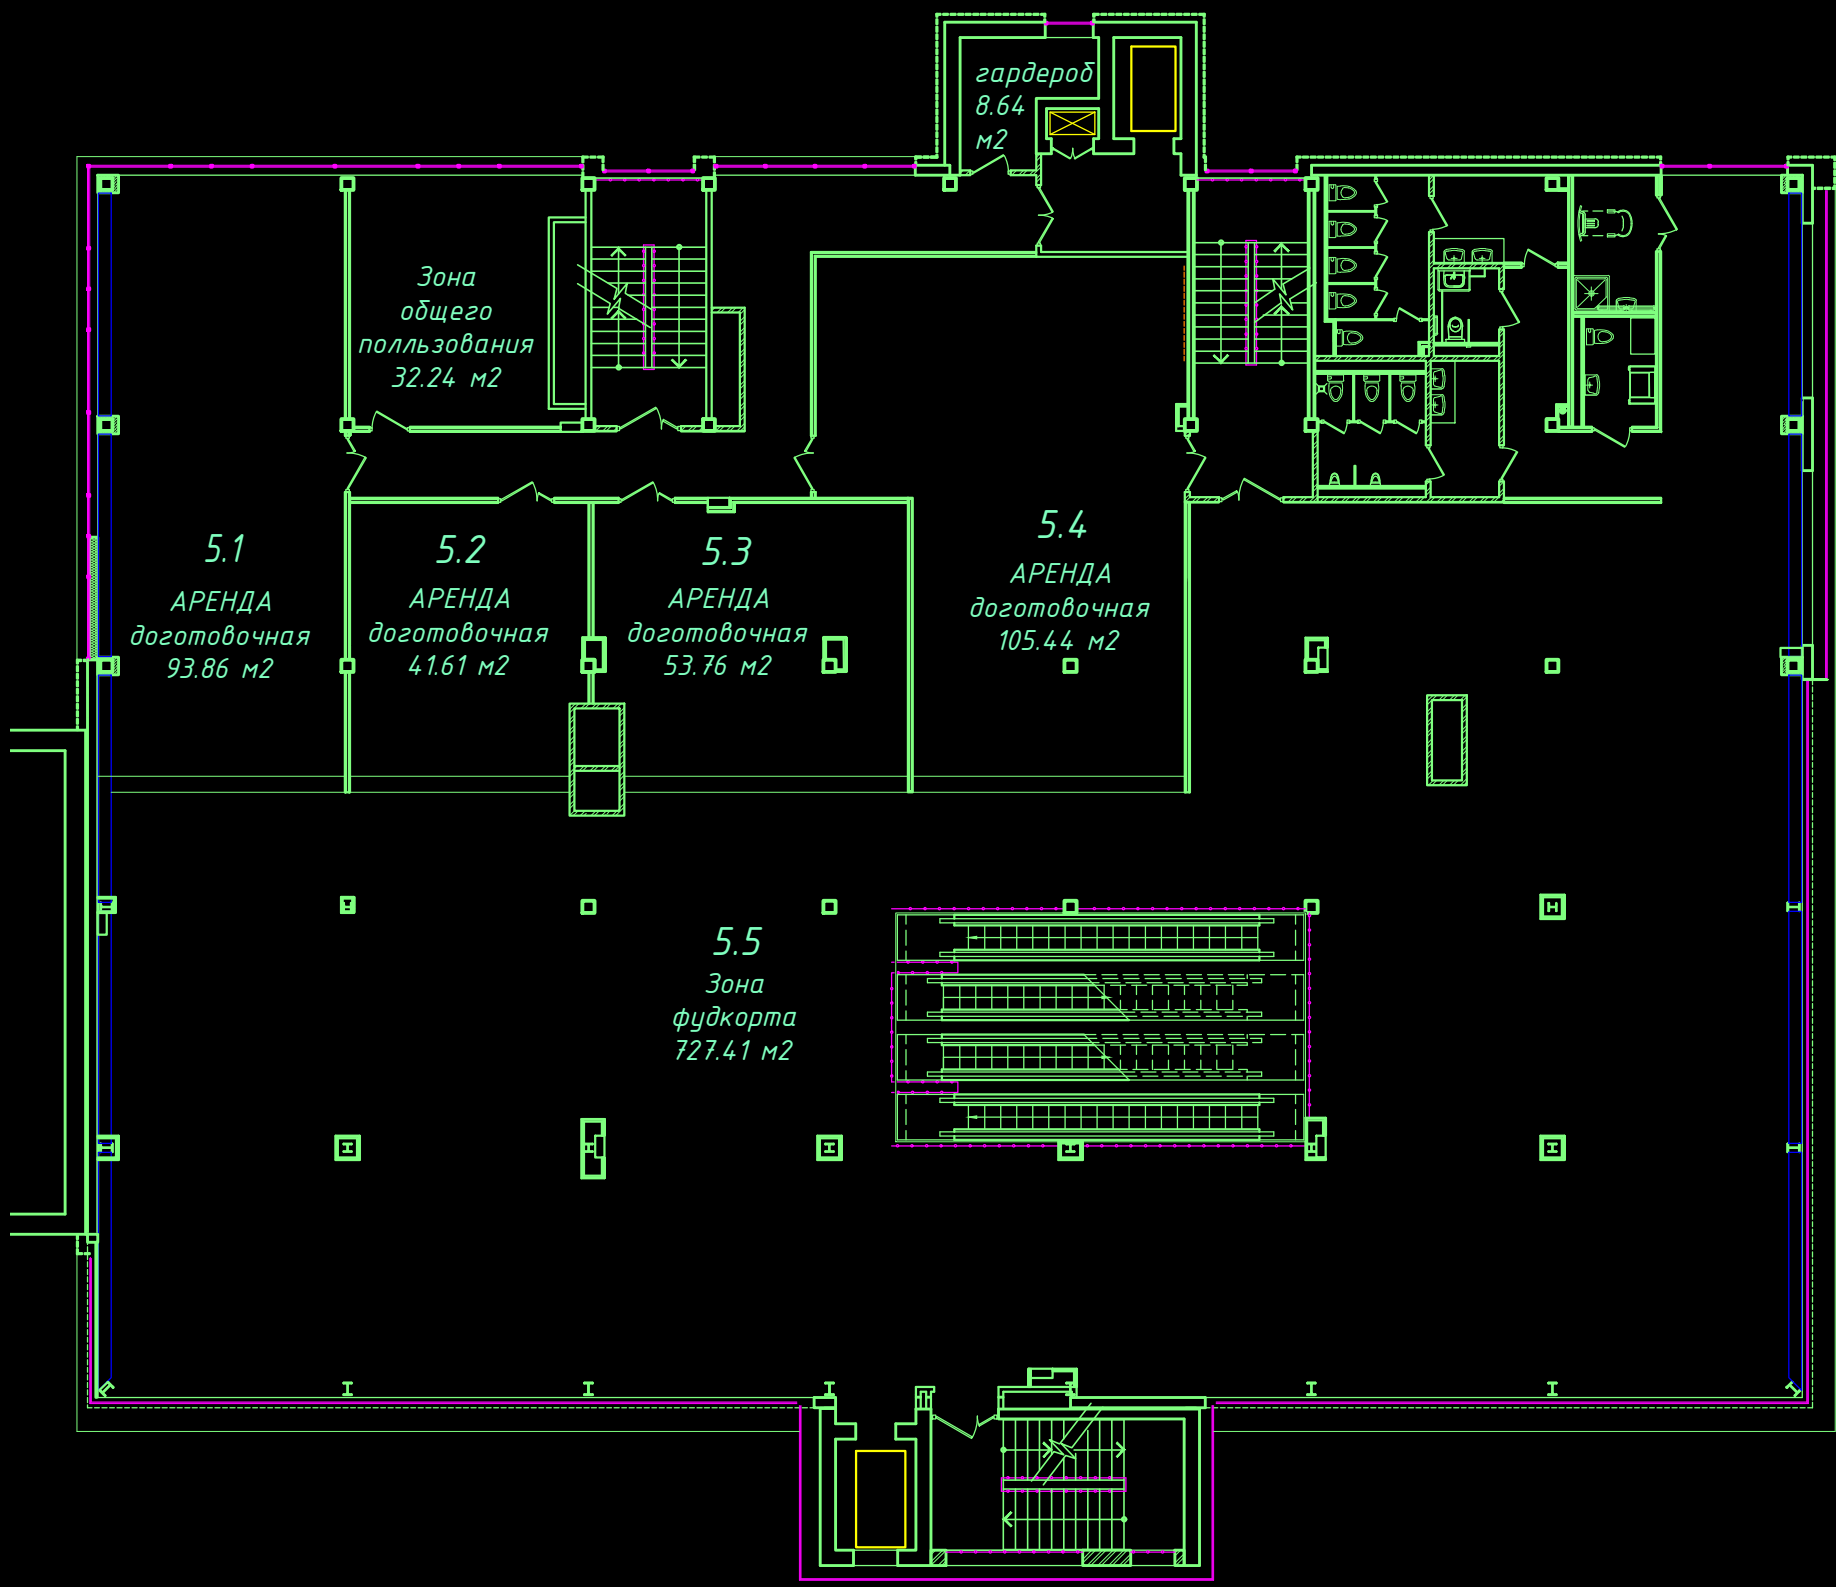 гардероб
8.64
м2
Зона
общего
полльзования
32.24 м2
5.1
АРЕНДА
доготовочная
93.86 м2
5.2
АРЕНДА
доготовочная
41.61 м2
5.3
АРЕНДА
доготовочная
53.76 м2
5.4
АРЕНДА
доготовочная
105.44 м2
5.5
Зона
фудкорта
727.41 м2